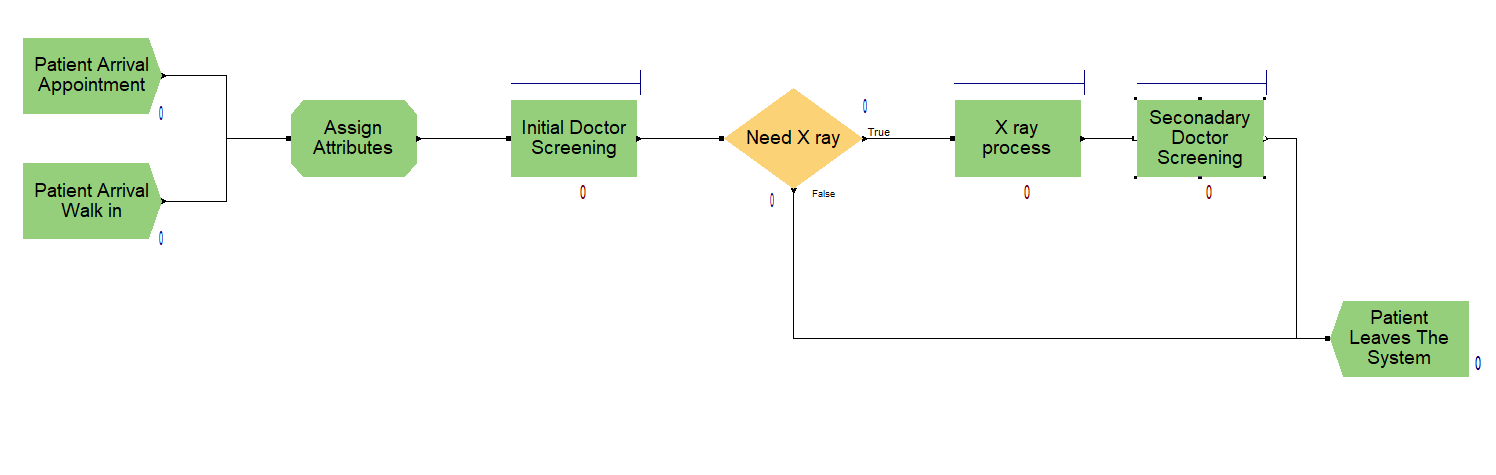 Patient Arrival
Appointment
0
Patient Arrival
Walk in
0
Assign
Attributes
Initial Doctor
Screening
0
Need X ray
0
True
0
False
X ray
process
0
Seconadary
Doctor
Screening
0
Patient
Leaves The
System
0